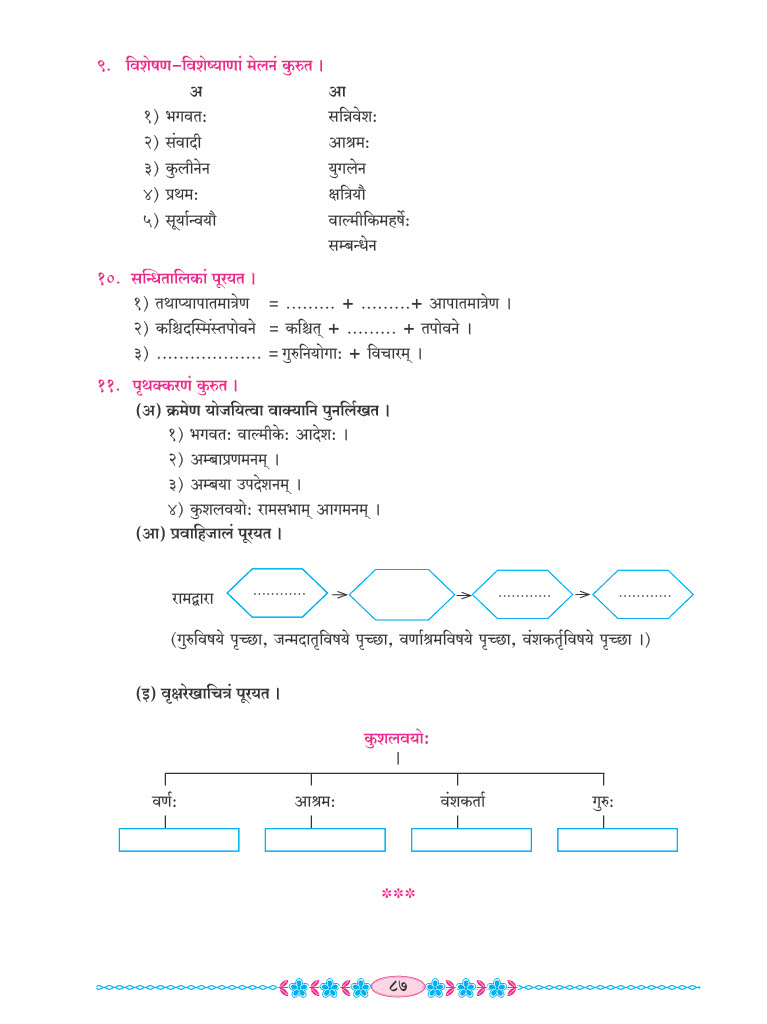 ९. विशेषण-विशेष्याणां मेलनं कुरुत ।
अ आ
१) भगवतः सन्निवेशः
२) संवादी आश्रमः
३) कुलीनेन युगलेन
४) प्रथमः क्षत्रियौ
५) सूर्यान्वयौ वाल्मीकिमहर्षेः
सम्बन्धेन
१०. सन्धितालिकां पूरयत ।
१) तथाप्यापातमात्रेण = ......... + .........+ आपातमात्रेण ।
२) कश्चिदस्मिंस्तपोवने = कश्चित् + ......... + तपोवने ।
३) ................... = गुरुनियोगाः + विचारम् ।
११. पृथक्करणं कुरुत ।
(अ) क्रमेण योजयित्वा वाक्यानि पुनर्लिखत ।
१) भगवतः वाल्मीकेः आदेशः ।
२) अम्बाप्रणमनम् ।
३) अम्बया उपदेशनम् ।
४) कुशलवयोः रामसभाम् आगमनम् ।
(आ) प्रवाहिजालं पूरयत ।
रामद्वारा ............ ............ ............
(गुरुविषये पृच्छा, जन्मदातृविषये पृच्छा, वर्णाश्रमविषये पृच्छा, वंशकर्तृविषये पृच्छा ।)
(इ) वृक्षरेखाचित्रं पूरयत ।
कुशलवयोः
वर्णः आश्रमः वंशकर्ता गुरुः
***
८७